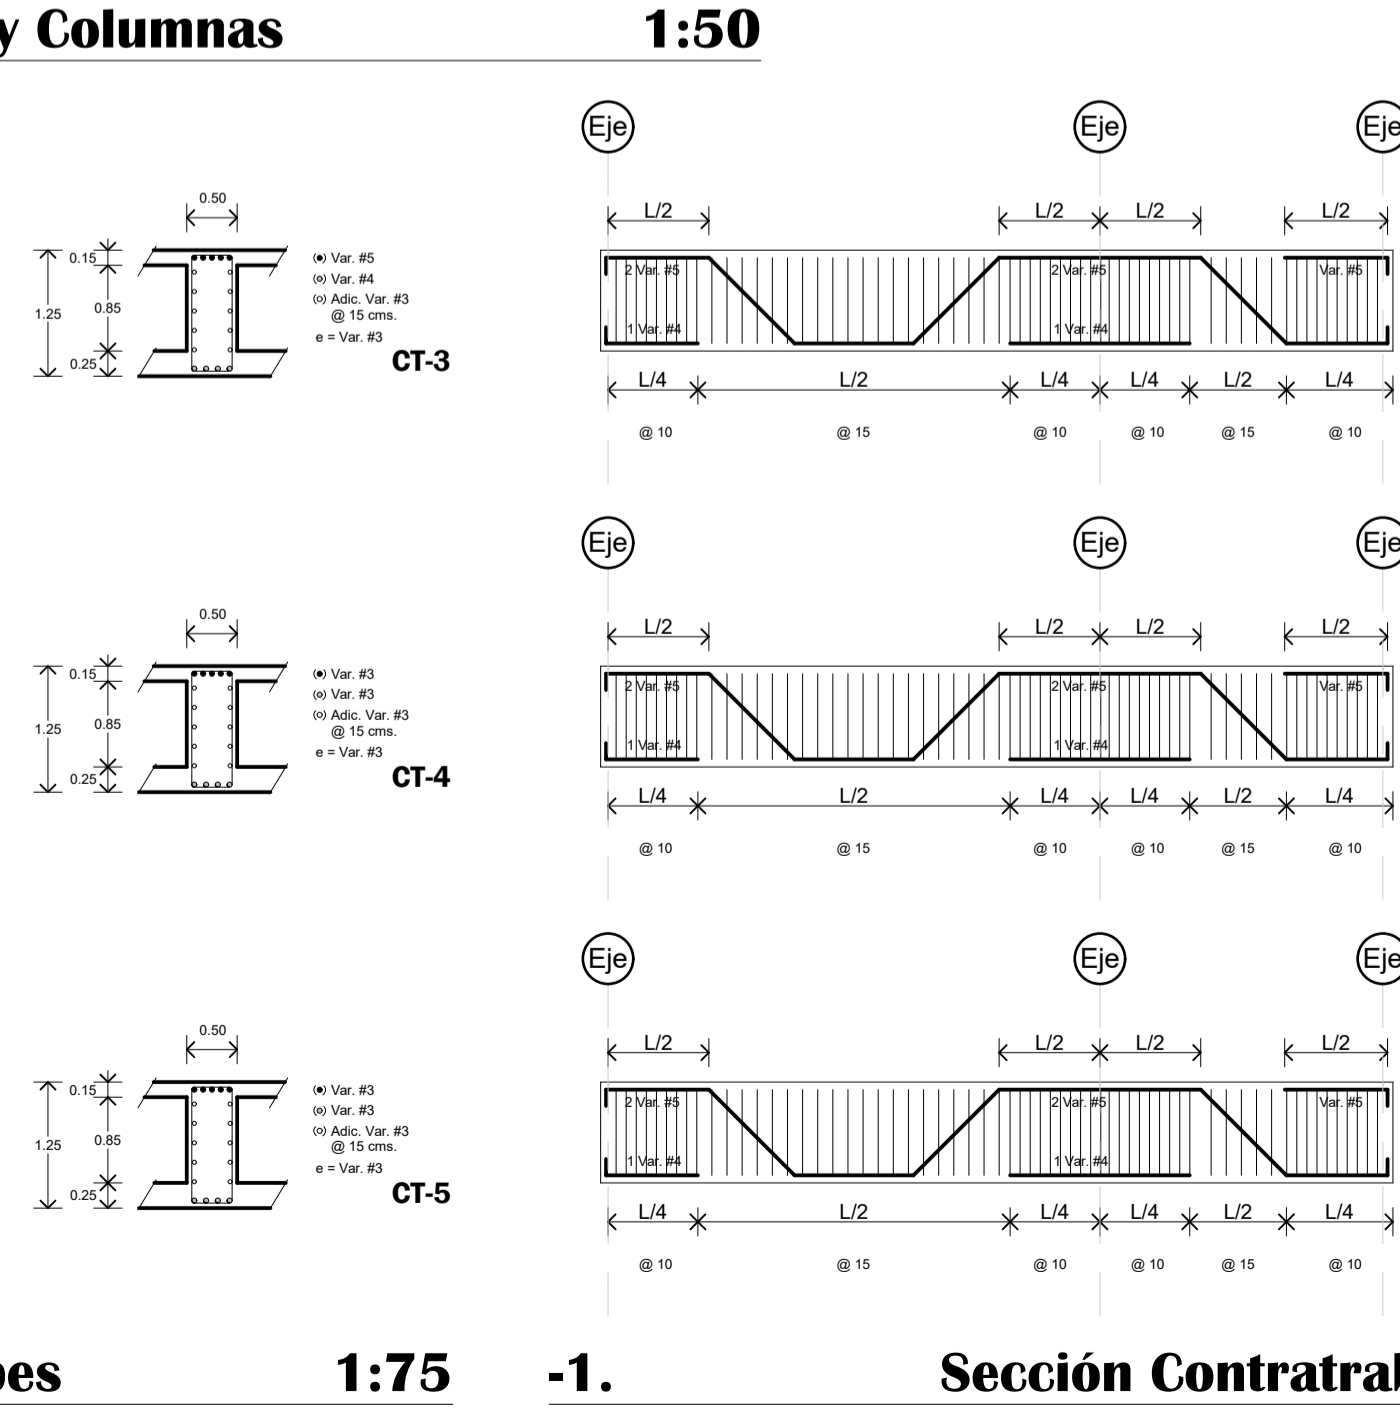 y Columnas 1:50
Eje Eje Eje
0.50
L/2 L/2 L/2 L/2
0.15
0.85
1.25
0.25
Var. #5
Var. #4
Adic. Var. #3
@ 15 cms.
e = Var. #3
CT-3
2 Var. #5 2 Var. #5 Var. #5
1 Var. #4 1 Var. #4
L/4 L/2 L/4 L/4 L/2 L/4
@ 10 @ 15 @ 10 @ 10 @ 15 @ 10
Eje Eje Eje
0.50
L/2 L/2 L/2 L/2
0.15
0.85
1.25
0.25
Var. #3
Var. #3
Adic. Var. #3
@ 15 cms.
e = Var. #3
CT-4
2 Var. #5 2 Var. #5 Var. #5
1 Var. #4 1 Var. #4
L/4 L/2 L/4 L/4 L/2 L/4
@ 10 @ 15 @ 10 @ 10 @ 15 @ 10
Eje Eje Eje
0.50
L/2 L/2 L/2 L/2
0.15
0.85
1.25
0.25
Var. #3
Var. #3
Adic. Var. #3
@ 15 cms.
e = Var. #3
CT-5
2 Var. #5 2 Var. #5 Var. #5
1 Var. #4 1 Var. #4
L/4 L/2 L/4 L/4 L/2 L/4
@ 10 @ 15 @ 10 @ 10 @ 15 @ 10
bes 1:75
-1. Sección Contratrab